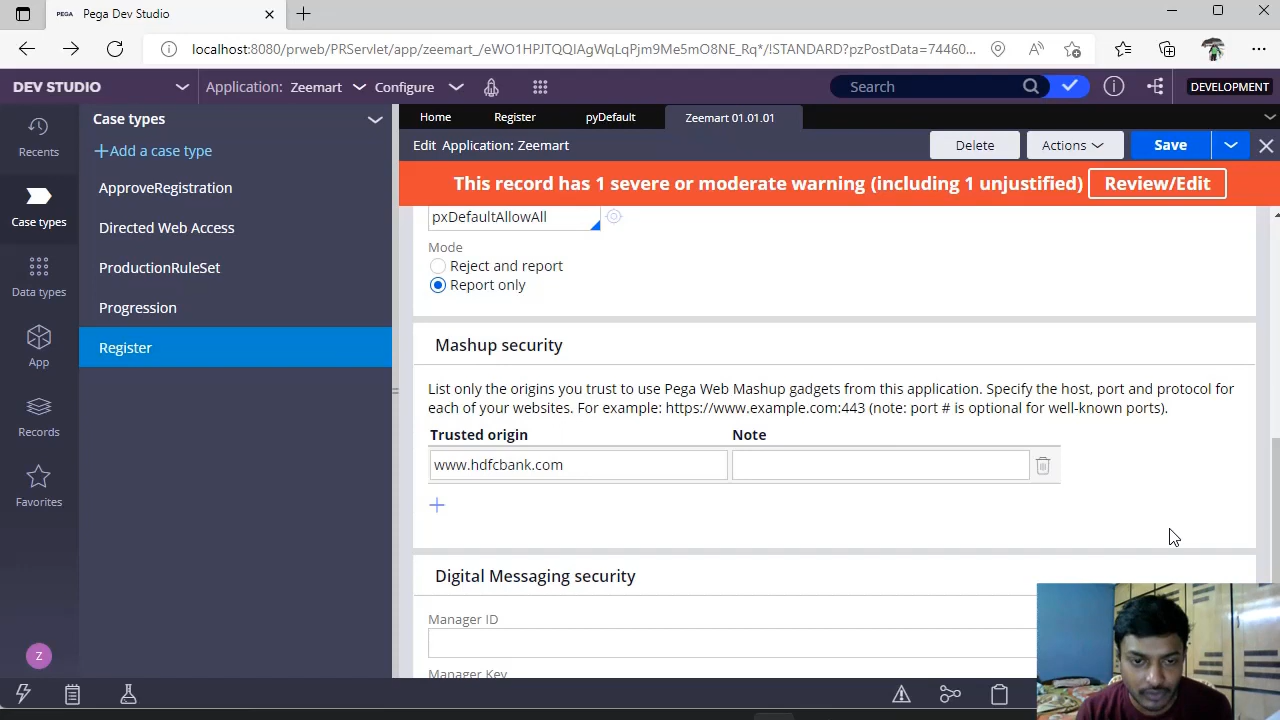 PEGA Pega Dev Studio
localhost:8080/prweb/PRServlet/app/zeemart_/eWO1HPJTQQIAgWqLqPjm9Me5mO8NE_Rq*/!STANDARD?pzPostData=74460...
DEV STUDIO Application: Zeemart Configure Search DEVELOPMENT
Recents
Case types
Data types
App
Records
Favorites
Z
Case types
Add a case type
ApproveRegistration
Directed Web Access
ProductionRuleSet
Progression
Register
Home Register pyDefault Zeemart 01.01.01
Edit Application: Zeemart Delete Actions Save
This record has 1 severe or moderate warning (including 1 unjustified) Review/Edit
pxDefaultAllowAll
Mode
Reject and report
Report only
Mashup security
List only the origins you trust to use Pega Web Mashup gadgets from this application. Specify the host, port and protocol for
each of your websites. For example: https://www.example.com:443 (note: port # is optional for well-known ports).
Trusted origin Note
www.hdfcbank.com
Digital Messaging security
Manager ID
Manager Key